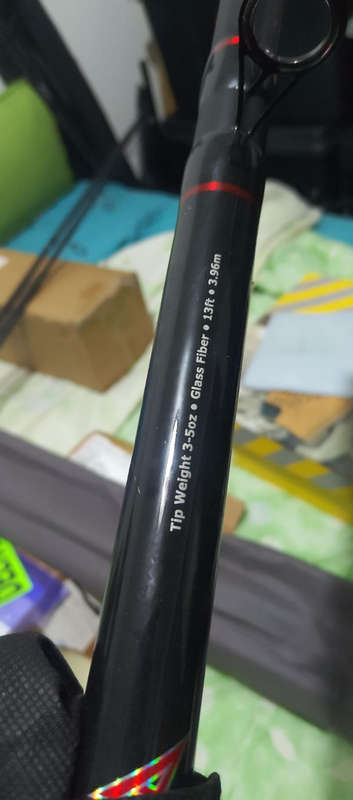 Tip Weight 3-5oz • Glass Fiber • 13ft • 3.96m